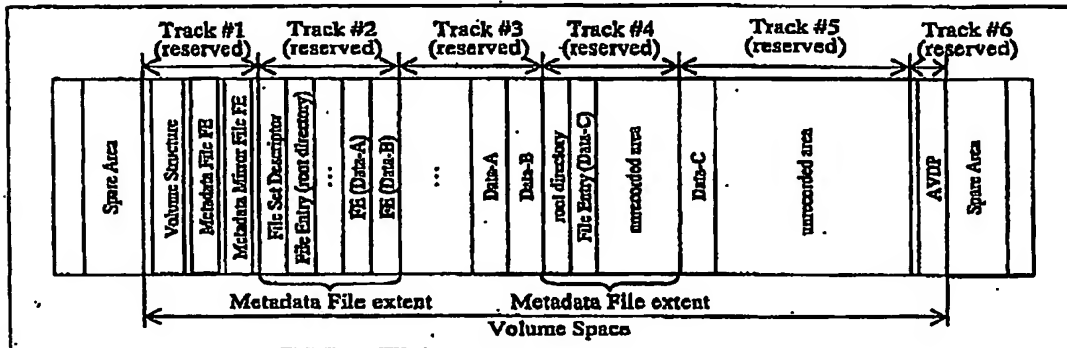 Track #1 Track #2 Track #3 Track #4 Track #5 Track #6
(reserved) (reserved) (reserved) (reserved) (reserved) (reserved)
Spare Area
Volume Structure
Metadata File FE
Metadata Mirror File FE
File Set Descriptor
File Entry (root directory)
...
FE (Data-A)
FE (Data-B)
...
Data-A
Data-B
root directory
File Entry (Data-C)
unrecorded area
Data-C
unrecorded area
AVDP
Spare Area
Metadata File extent Metadata File extent
Volume Space